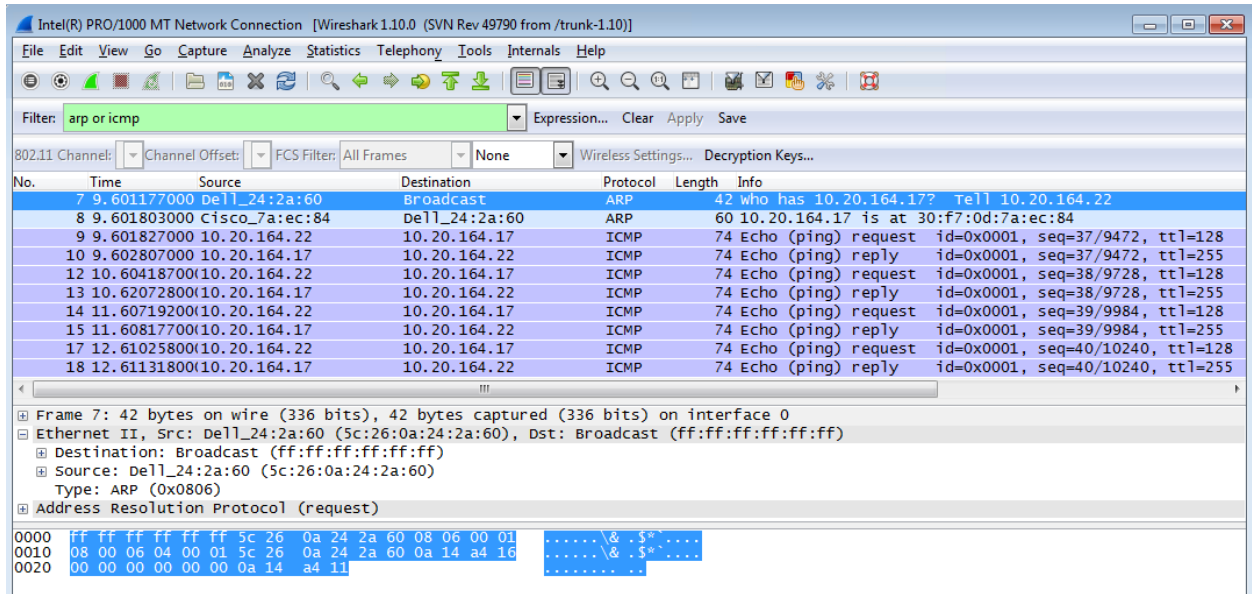 Intel(R) PRO/1000 MT Network Connection [Wireshark 1.10.0 (SVN Rev 49790 from /trunk-1.10)]
File Edit View Go Capture Analyze Statistics Telephony Tools Internals Help
Filter: arp or icmp Expression... Clear Apply Save
802.11 Channel: Channel Offset: FCS Filter: All Frames None Wireless Settings... Decryption Keys...
No. Time Source Destination Protocol Length Info
7 9.601177000 Dell_24:2a:60 Broadcast ARP 42 Who has 10.20.164.17? Tell 10.20.164.22
8 9.601803000 Cisco_7a:ec:84 Dell_24:2a:60 ARP 60 10.20.164.17 is at 30:f7:0d:7a:ec:84
9 9.601827000 10.20.164.22 10.20.164.17 ICMP 74 Echo (ping) request id=0x0001, seq=37/9472, ttl=128
10 9.602807000 10.20.164.17 10.20.164.22 ICMP 74 Echo (ping) reply id=0x0001, seq=37/9472, ttl=255
12 10.60418700(10.20.164.22 10.20.164.17 ICMP 74 Echo (ping) request id=0x0001, seq=38/9728, ttl=128
13 10.62072800(10.20.164.17 10.20.164.22 ICMP 74 Echo (ping) reply id=0x0001, seq=38/9728, ttl=255
14 11.60719200(10.20.164.22 10.20.164.17 ICMP 74 Echo (ping) request id=0x0001, seq=39/9984, ttl=128
15 11.60817700(10.20.164.17 10.20.164.22 ICMP 74 Echo (ping) reply id=0x0001, seq=39/9984, ttl=255
17 12.61025800(10.20.164.22 10.20.164.17 ICMP 74 Echo (ping) request id=0x0001, seq=40/10240, ttl=128
18 12.61131800(10.20.164.17 10.20.164.22 ICMP 74 Echo (ping) reply id=0x0001, seq=40/10240, ttl=255
Frame 7: 42 bytes on wire (336 bits), 42 bytes captured (336 bits) on interface 0
Ethernet II, Src: Dell_24:2a:60 (5c:26:0a:24:2a:60), Dst: Broadcast (ff:ff:ff:ff:ff:ff)
Destination: Broadcast (ff:ff:ff:ff:ff:ff)
Source: Dell_24:2a:60 (5c:26:0a:24:2a:60)
Type: ARP (0x0806)
Address Resolution Protocol (request)
0000 ff ff ff ff ff ff 5c 26 0a 24 2a 60 08 06 00 01 ......\& .$*`....
0010 08 00 06 04 00 01 5c 26 0a 24 2a 60 0a 14 a4 16 ......\& .$*`....
0020 00 00 00 00 00 00 0a 14 a4 11 ........ ..